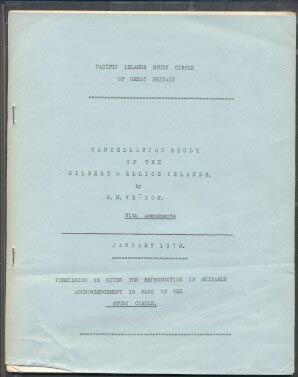 PACIFIC ISLANDS STUDY CIRCLE
OF GREAT BRITAIN
CANCELLATION STUDY
OF THE
GILBERT & ELLICE ISLANDS.
by
D.H. VERNON.
With amendments
JANUARY 1970.
PERMISSION IS GIVEN FOR REPRODUCTION IF SUITABLE
ACKNOWLEDGEMENT IS MADE OF THE
STUDY CIRCLE.